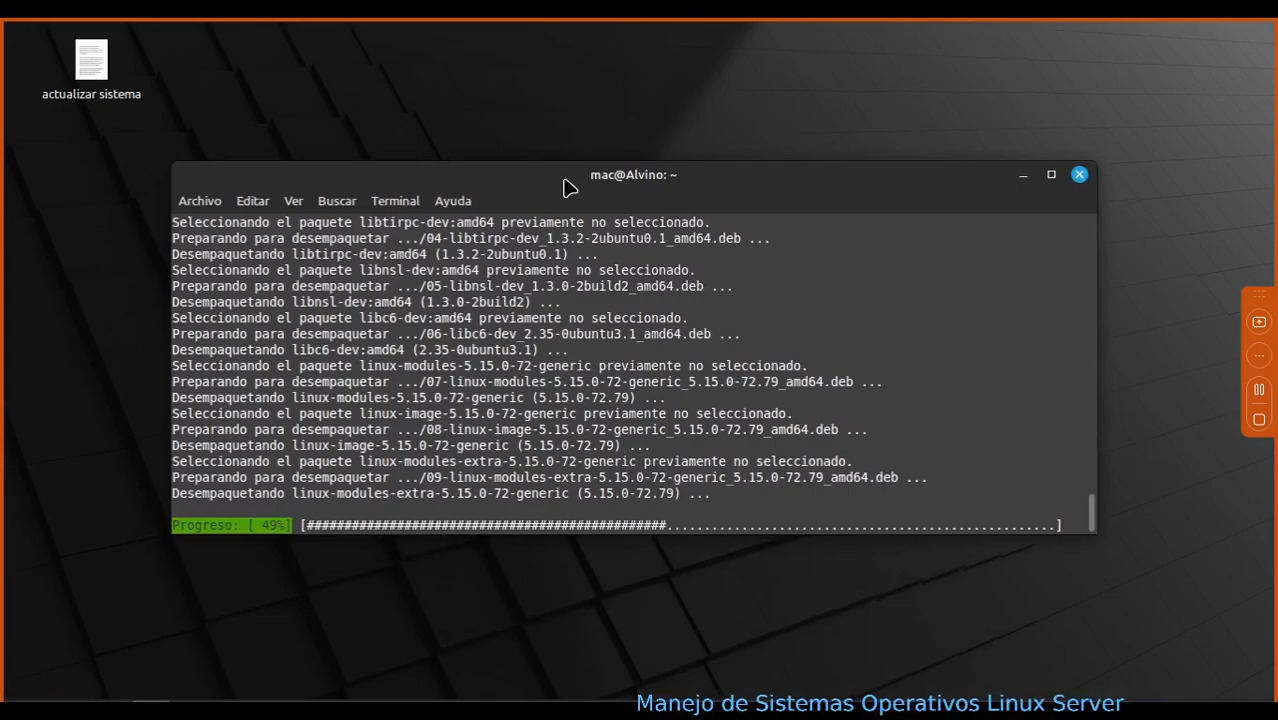 actualizar sistema
mac@Alvino: ~
Archivo Editar Ver Buscar Terminal Ayuda
Seleccionando el paquete libtirpc-dev:amd64 previamente no seleccionado.
Preparando para desempaquetar .../04-libtirpc-dev_1.3.2-2ubuntu0.1_amd64.deb ...
Desempaquetando libtirpc-dev:amd64 (1.3.2-2ubuntu0.1) ...
Seleccionando el paquete libnsl-dev:amd64 previamente no seleccionado.
Preparando para desempaquetar .../05-libnsl-dev_1.3.0-2build2_amd64.deb ...
Desempaquetando libnsl-dev:amd64 (1.3.0-2build2) ...
Seleccionando el paquete libc6-dev:amd64 previamente no seleccionado.
Preparando para desempaquetar .../06-libc6-dev_2.35-0ubuntu3.1_amd64.deb ...
Desempaquetando libc6-dev:amd64 (2.35-0ubuntu3.1) ...
Seleccionando el paquete linux-modules-5.15.0-72-generic previamente no seleccionado.
Preparando para desempaquetar .../07-linux-modules-5.15.0-72-generic_5.15.0-72.79_amd64.deb ...
Desempaquetando linux-modules-5.15.0-72-generic (5.15.0-72.79) ...
Seleccionando el paquete linux-image-5.15.0-72-generic previamente no seleccionado.
Preparando para desempaquetar .../08-linux-image-5.15.0-72-generic_5.15.0-72.79_amd64.deb ...
Desempaquetando linux-image-5.15.0-72-generic (5.15.0-72.79) ...
Seleccionando el paquete linux-modules-extra-5.15.0-72-generic previamente no seleccionado.
Preparando para desempaquetar .../09-linux-modules-extra-5.15.0-72-generic_5.15.0-72.79_amd64.deb ...
Desempaquetando linux-modules-extra-5.15.0-72-generic (5.15.0-72.79) ...
Progreso: [ 49%] [################################################....................................................]
Manejo de Sistemas Operativos Linux Server